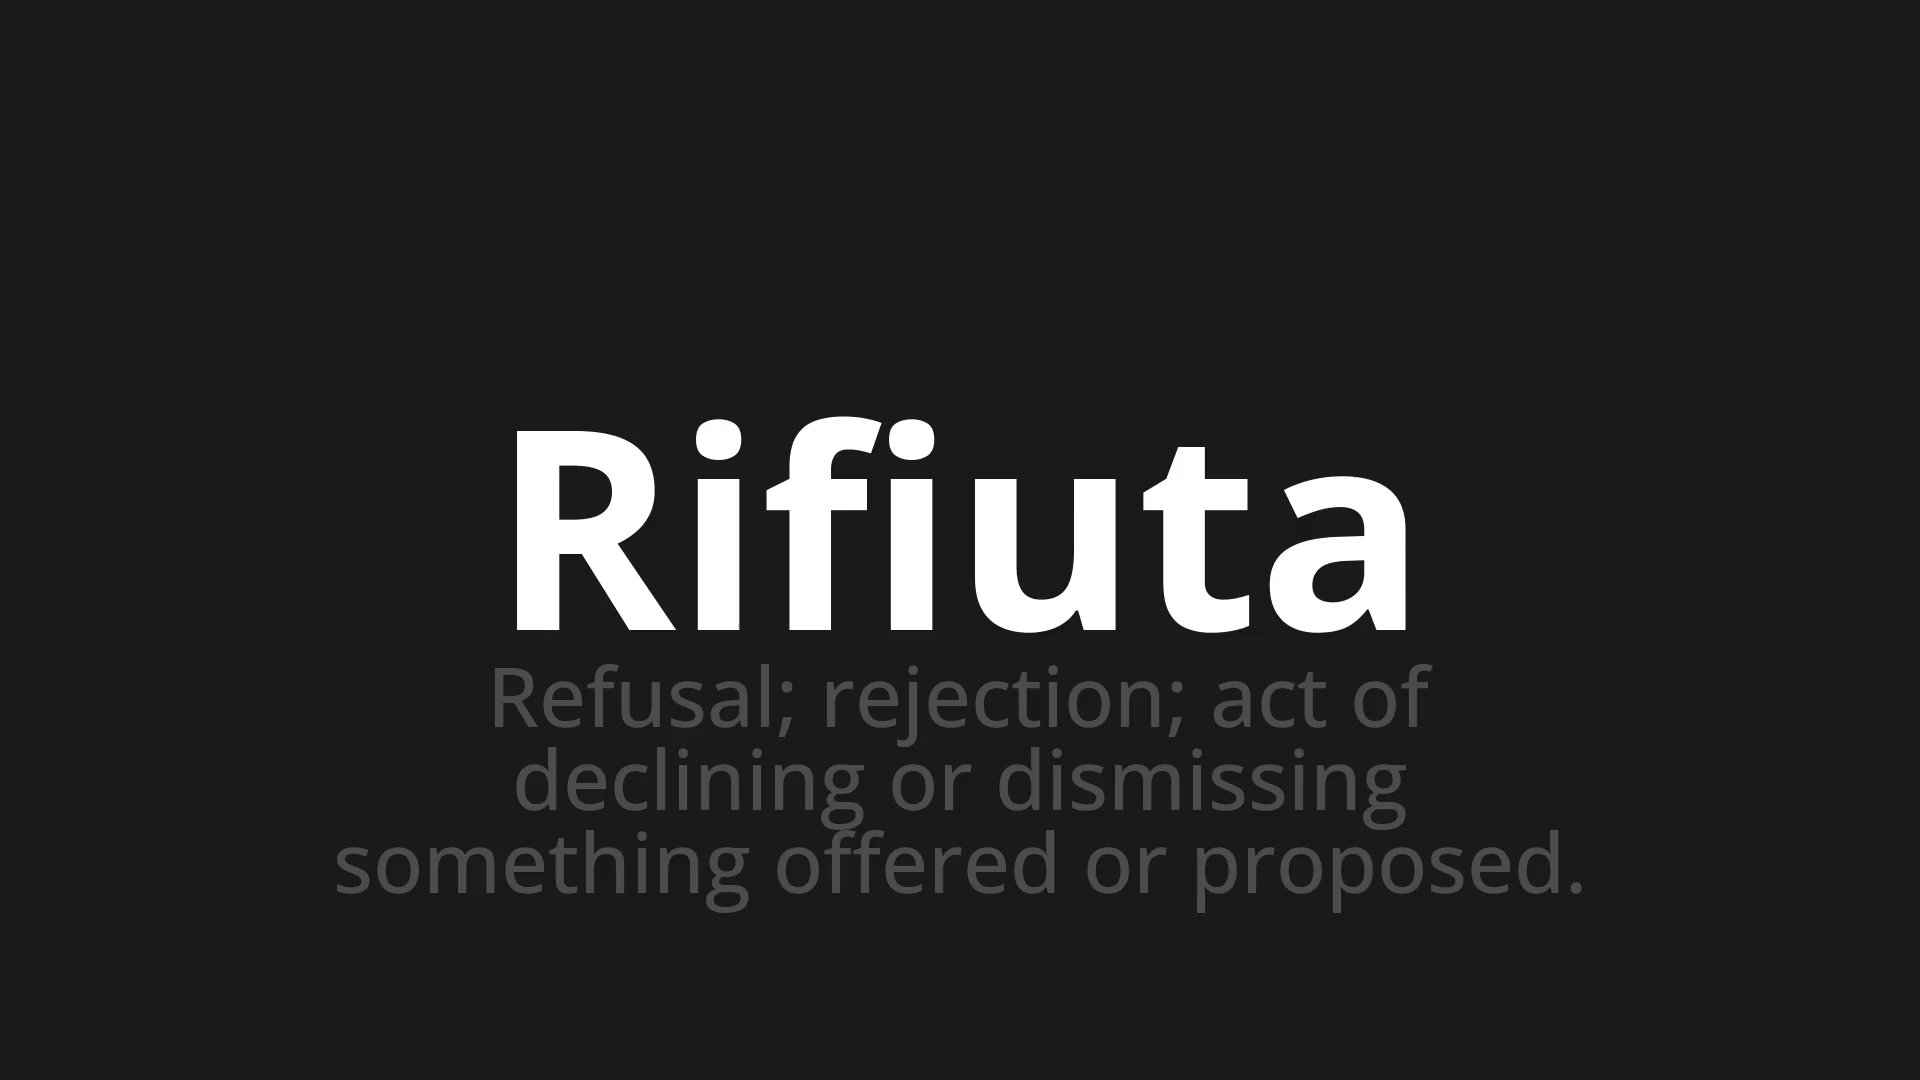 Rifiuta
Refusal; rejection; act of
declining or dismissing
something offered or proposed.